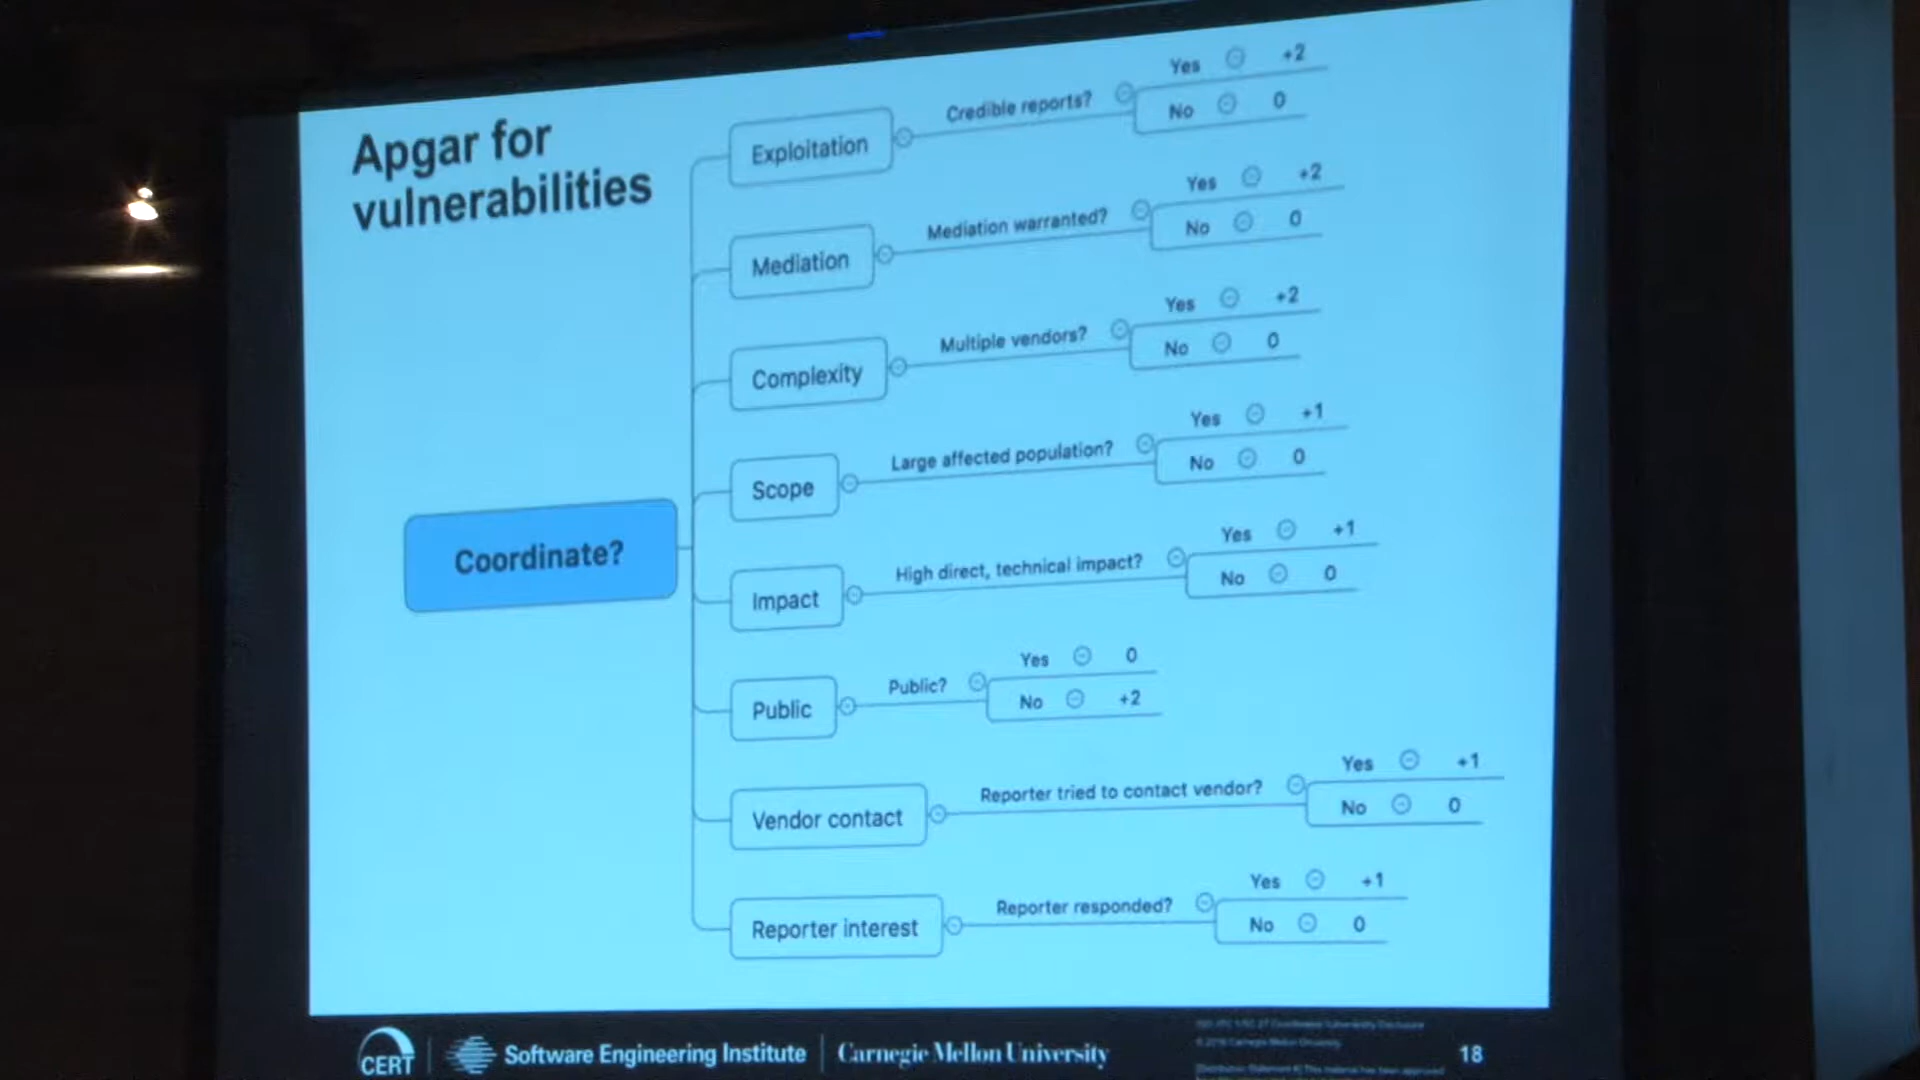 Apgar for
vulnerabilities
Coordinate?
Exploitation
Credible reports?
Yes +2
No 0
Mediation
Mediation warranted?
Yes +2
No 0
Complexity
Multiple vendors?
Yes +2
No 0
Scope
Large affected population?
Yes +1
No 0
Impact
High direct, technical impact?
Yes +1
No 0
Public
Public?
Yes 0
No +2
Vendor contact
Reporter tried to contact vendor?
Yes +1
No 0
Reporter interest
Reporter responded?
Yes +1
No 0
CERT
Software Engineering Institute
Carnegie Mellon University
18